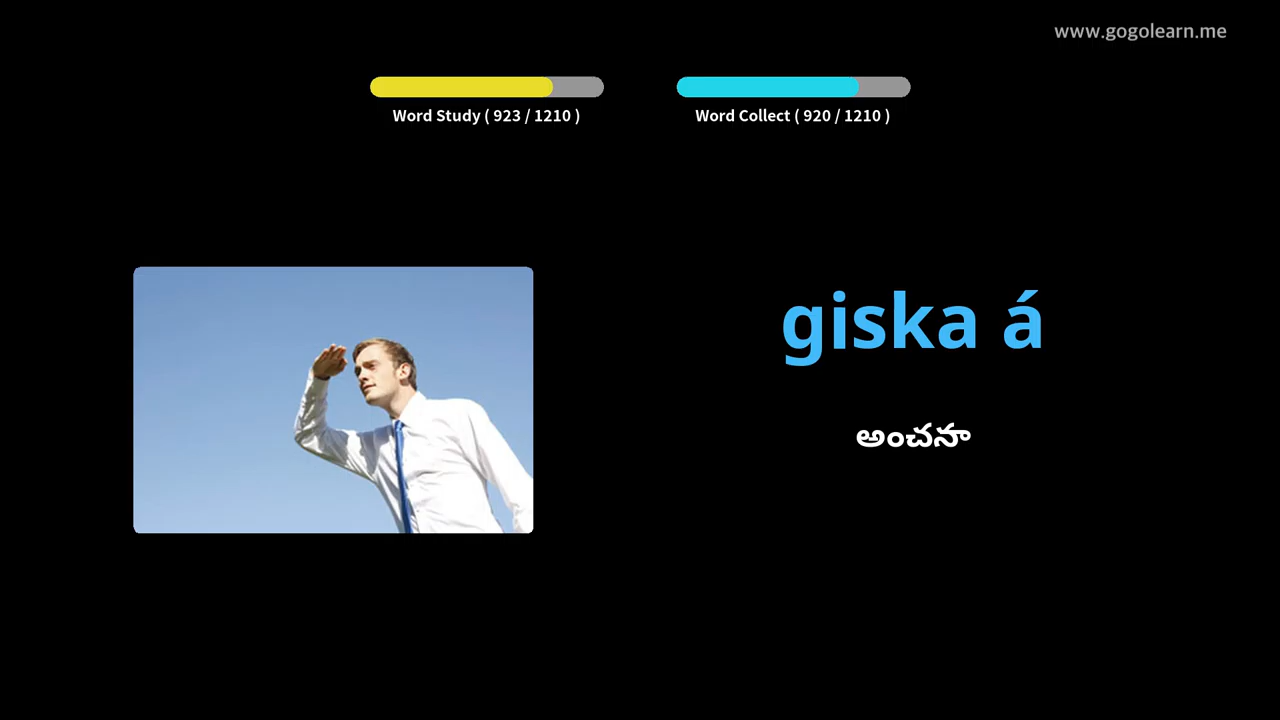 www.gogolearn.me
Word Study ( 923 / 1210 )
Word Collect ( 920 / 1210 )
giska á
అంచనా